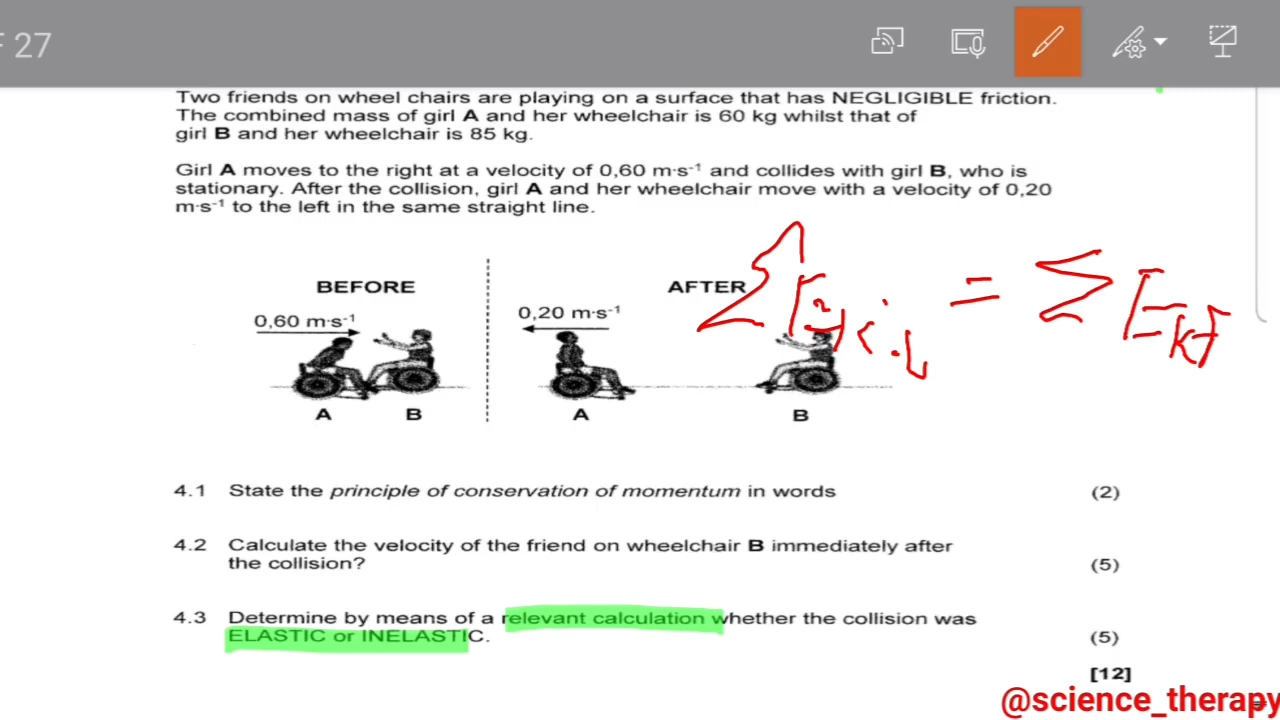 F 27
Two friends on wheel chairs are playing on a surface that has NEGLIGIBLE friction.
The combined mass of girl A and her wheelchair is 60 kg whilst that of
girl B and her wheelchair is 85 kg.
Girl A moves to the right at a velocity of 0,60 m·s⁻¹ and collides with girl B, who is
stationary. After the collision, girl A and her wheelchair move with a velocity of 0,20
m·s⁻¹ to the left in the same straight line.
BEFORE
AFTER
0,60 m·s⁻¹
0,20 m·s⁻¹
∑ Eki = ∑ Ekf
A
B
A
B
4.1 State the principle of conservation of momentum in words (2)
4.2 Calculate the velocity of the friend on wheelchair B immediately after
the collision? (5)
4.3 Determine by means of a relevant calculation whether the collision was
ELASTIC or INELASTIC. (5)
[12]
@science_therapy